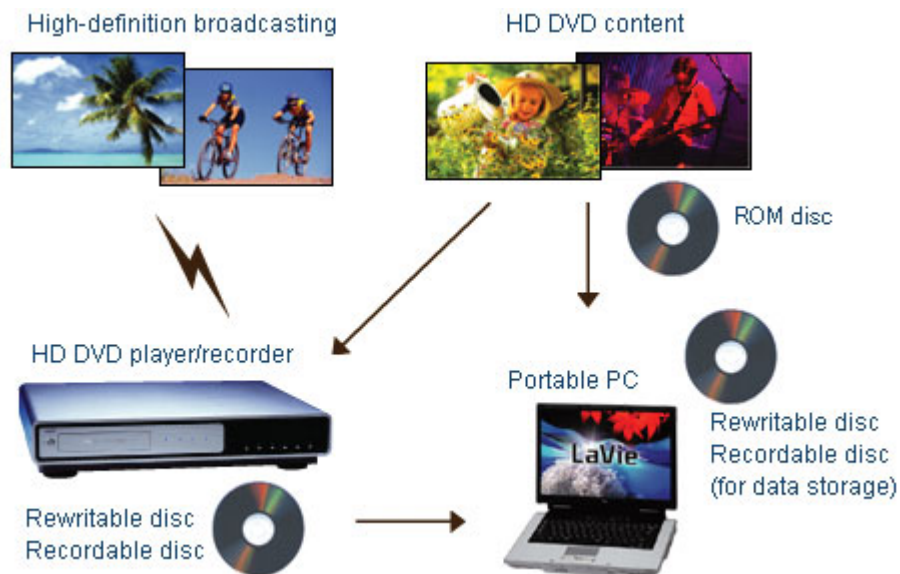 High-definition broadcasting
HD DVD content
ROM disc
HD DVD player/recorder
Portable PC
LaVie
Rewritable disc
Recordable disc
(for data storage)
Rewritable disc
Recordable disc